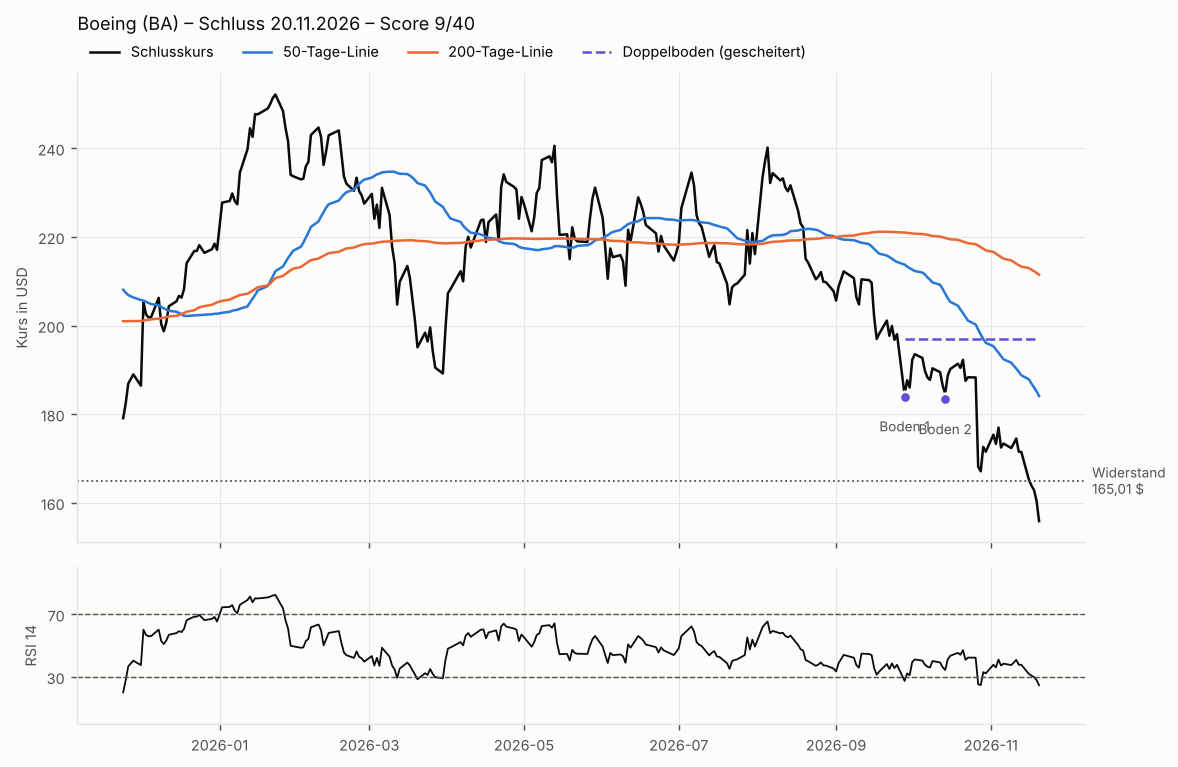 Boeing (BA) – Schluss 20.11.2026 – Score 9/40
Schlusskurs 50-Tage-Linie 200-Tage-Linie Doppelboden (gescheitert)
Kurs in USD
240
220
200
180
160
Boden 1
Boden 2
Widerstand
165,01 $
RSI 14
70
30
2026-01 2026-03 2026-05 2026-07 2026-09 2026-11